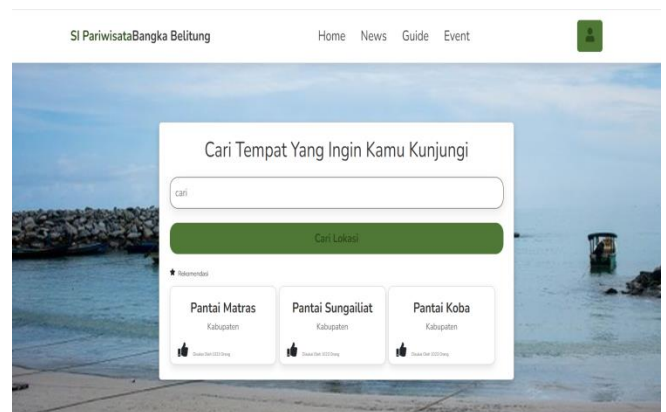 SI PariwisataBangka Belitung
Home News Guide Event
Cari Tempat Yang Ingin Kamu Kunjungi
cari
Cari Lokasi
Rekomendasi
Pantai Matras
Kabupaten
Pantai Sungailiat
Kabupaten
Pantai Koba
Kabupaten